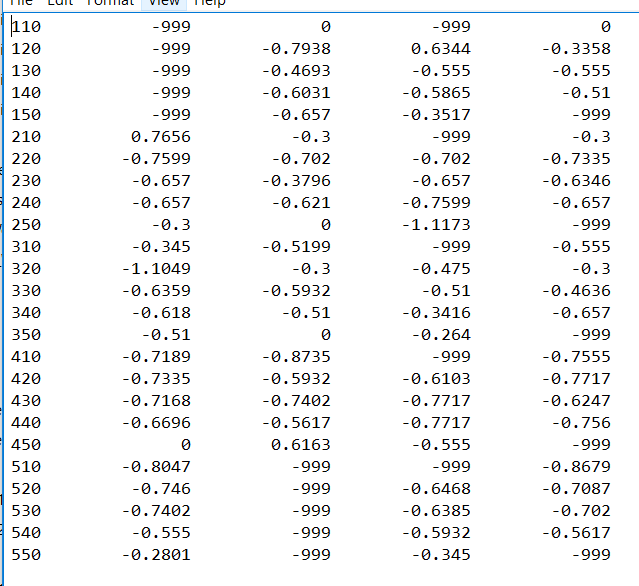 File Edit Format View Help
110 -999 0 -999 0
120 -999 -0.7938 0.6344 -0.3358
130 -999 -0.4693 -0.555 -0.555
140 -999 -0.6031 -0.5865 -0.51
150 -999 -0.657 -0.3517 -999
210 0.7656 -0.3 -999 -0.3
220 -0.7599 -0.702 -0.702 -0.7335
230 -0.657 -0.3796 -0.657 -0.6346
240 -0.657 -0.621 -0.7599 -0.657
250 -0.3 0 -1.1173 -999
310 -0.345 -0.5199 -999 -0.555
320 -1.1049 -0.3 -0.475 -0.3
330 -0.6359 -0.5932 -0.51 -0.4636
340 -0.618 -0.51 -0.3416 -0.657
350 -0.51 0 -0.264 -999
410 -0.7189 -0.8735 -999 -0.7555
420 -0.7335 -0.5932 -0.6103 -0.7717
430 -0.7168 -0.7402 -0.7717 -0.6247
440 -0.6696 -0.5617 -0.7717 -0.756
450 0 0.6163 -0.555 -999
510 -0.8047 -999 -999 -0.8679
520 -0.746 -999 -0.6468 -0.7087
530 -0.7402 -999 -0.6385 -0.702
540 -0.555 -999 -0.5932 -0.5617
550 -0.2801 -999 -0.345 -999